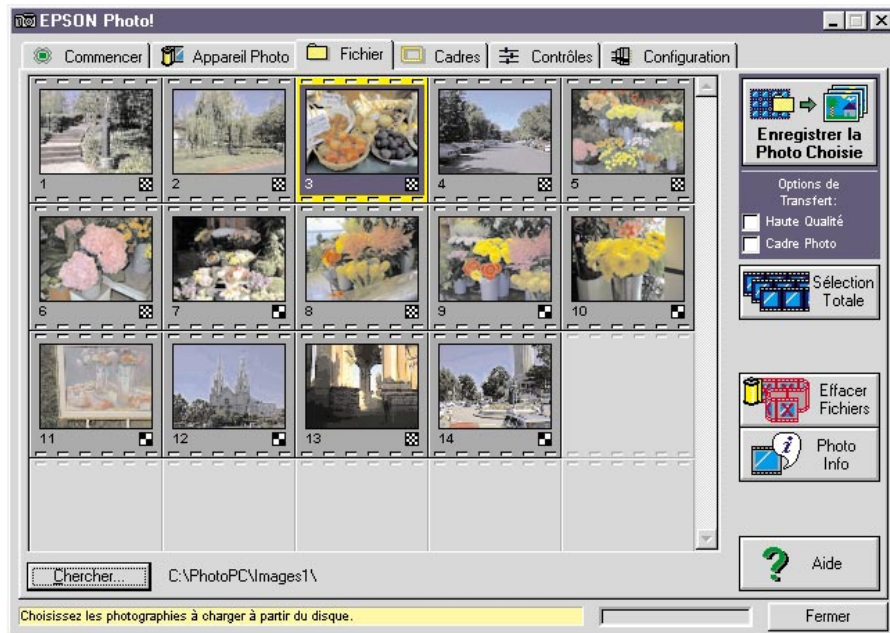 EPSON Photo!
Commencer Appareil Photo Fichier Cadres Contrôles Configuration
1 2 3 4 5
6 7 8 9 10
11 12 13 14
Enregistrer la
Photo Choisie
Options de
Transfert:
Haute Qualité
Cadre Photo
Sélection
Totale
Effacer
Fichiers
Photo
Info
Aide
Chercher... C:\PhotoPC\Images1\
Choisissez les photographies à charger à partir du disque.
Fermer